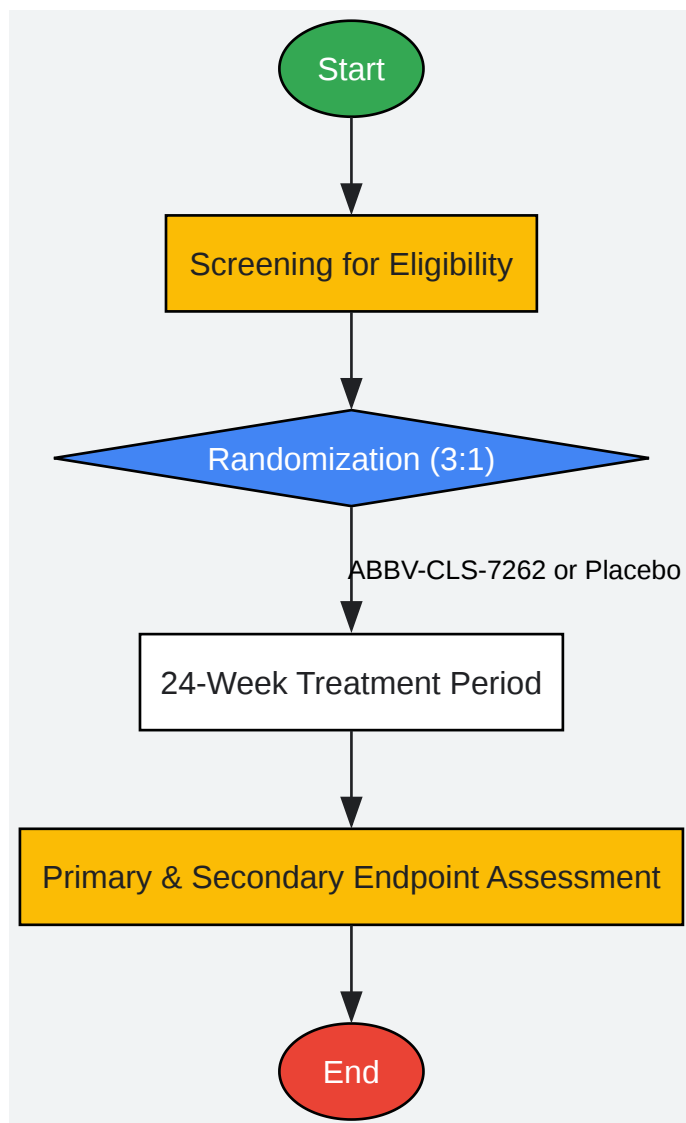 Start
Screening for Eligibility
Randomization (3:1)
ABBV-CLS-7262 or Placebo
24-Week Treatment Period
Primary & Secondary Endpoint Assessment
End